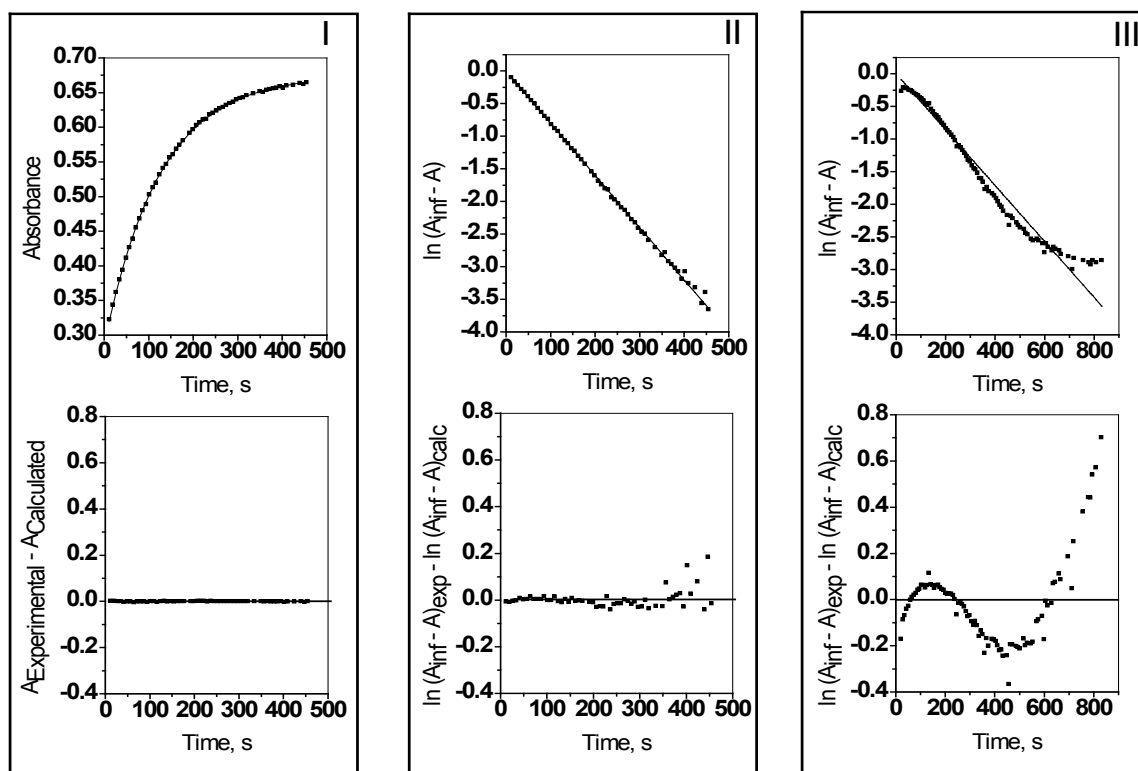 I
0.70
0.65
0.60
0.55
0.50
0.45
0.40
0.35
0.30
Absorbance
0 100 200 300 400 500
Time, s
0.8
0.6
0.4
0.2
0.0
-0.2
-0.4
AExperimental - ACalculated
0 100 200 300 400 500
Time, s
II
0.0
-0.5
-1.0
-1.5
-2.0
-2.5
-3.0
-3.5
-4.0
ln (Ainf - A)
0 100 200 300 400 500
Time, s
0.8
0.6
0.4
0.2
0.0
-0.2
-0.4
ln (Ainf - A)exp - ln (Ainf - A)calc
0 100 200 300 400 500
Time, s
III
0.0
-0.5
-1.0
-1.5
-2.0
-2.5
-3.0
-3.5
-4.0
ln (Ainf - A)
0 200 400 600 800
Time, s
0.8
0.6
0.4
0.2
0.0
-0.2
-0.4
ln (Ainf - A)exp - ln (Ainf - A)calc
0 200 400 600 800
Time, s